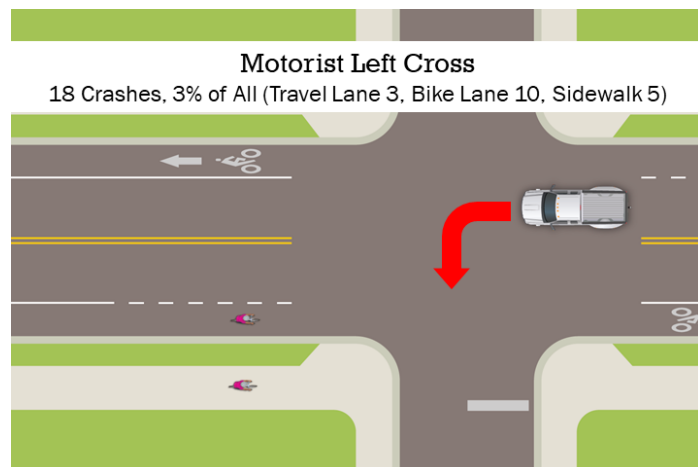 Motorist Left Cross
18 Crashes, 3% of All (Travel Lane 3, Bike Lane 10, Sidewalk 5)